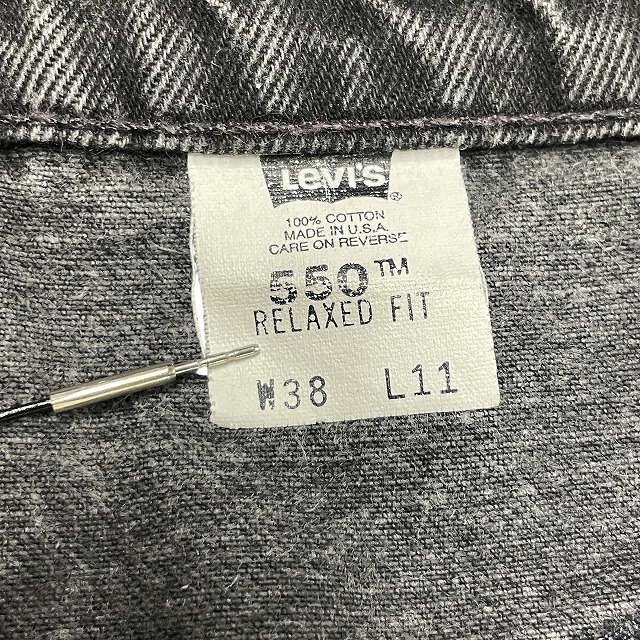 Levi's®
100% COTTON
MADE IN U.S.A.
CARE ON REVERSE
550™
RELAXED FIT
W38 L11